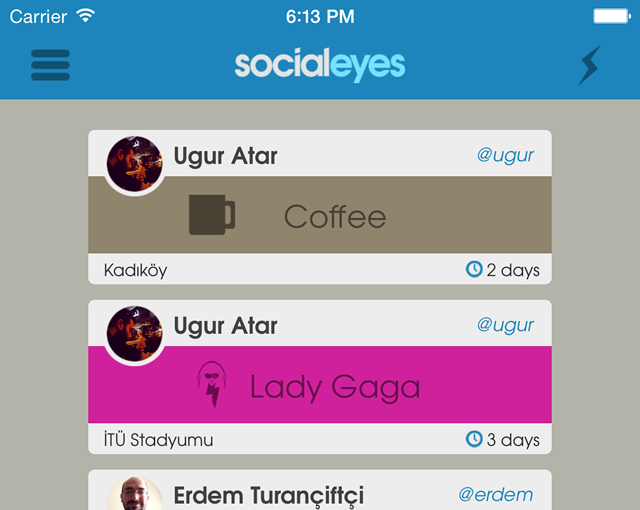 Carrier 6:13 PM
socialeyes
Ugur Atar @ugur
Coffee
Kadıköy 2 days
Ugur Atar @ugur
Lady Gaga
İTÜ Stadyumu 3 days
Erdem Turançiftçi @erdem